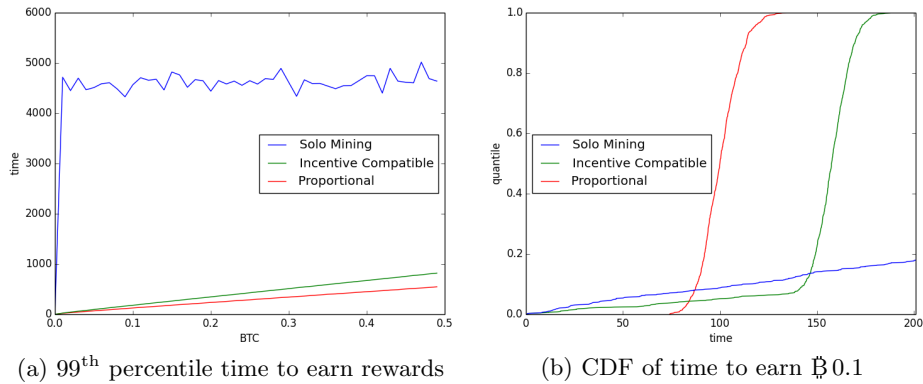 6000
5000
4000
3000
2000
1000
0
time
0.0 0.1 0.2 0.3 0.4 0.5
BTC
Solo Mining
Incentive Compatible
Proportional
(a) 99th percentile time to earn rewards
1.0
0.8
0.6
0.4
0.2
0.0
quantile
0 50 100 150 200
time
Solo Mining
Incentive Compatible
Proportional
(b) CDF of time to earn ₿ 0.1